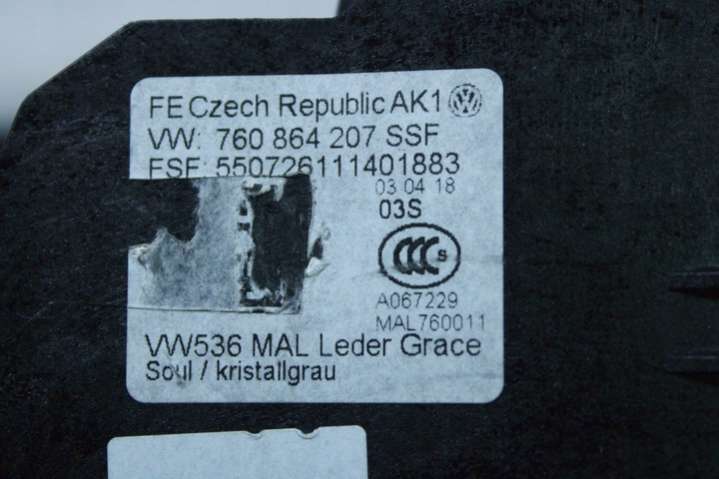 FE Czech Republic AK1
VW: 760 864 207 SSF
FSF: 550726111401883
03 04 18
03S
CCC S
A067229
MAL760011
VW536 MAL Leder Grace
Soul / kristallgrau